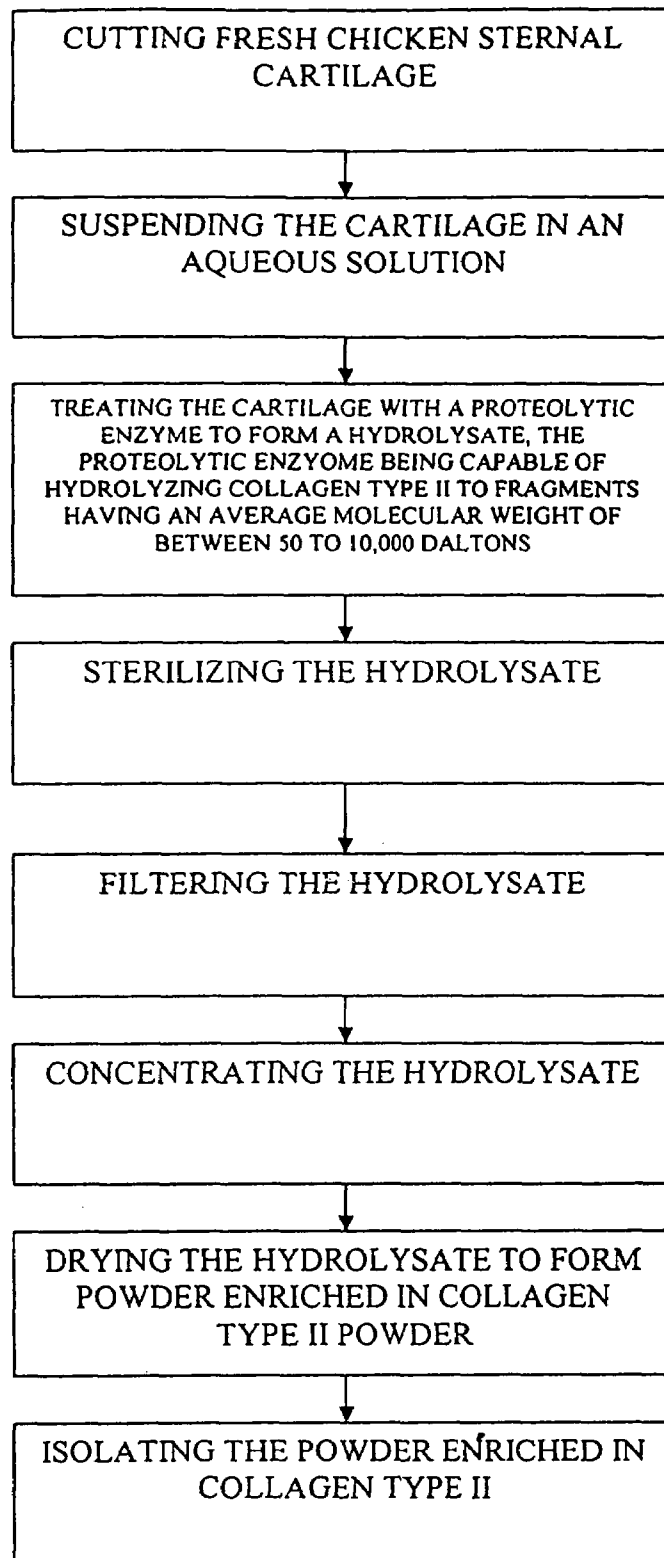 CUTTING FRESH CHICKEN STERNAL
CARTILAGE
SUSPENDING THE CARTILAGE IN AN
AQUEOUS SOLUTION
TREATING THE CARTILAGE WITH A PROTEOLYTIC
ENZYME TO FORM A HYDROLYSATE, THE
PROTEOLYTIC ENZYOME BEING CAPABLE OF
HYDROLYZING COLLAGEN TYPE II TO FRAGMENTS
HAVING AN AVERAGE MOLECULAR WEIGHT OF
BETWEEN 50 TO 10,000 DALTONS
STERILIZING THE HYDROLYSATE
FILTERING THE HYDROLYSATE
CONCENTRATING THE HYDROLYSATE
DRYING THE HYDROLYSATE TO FORM
POWDER ENRICHED IN COLLAGEN
TYPE II POWDER
ISOLATING THE POWDER ENRICHED IN
COLLAGEN TYPE II